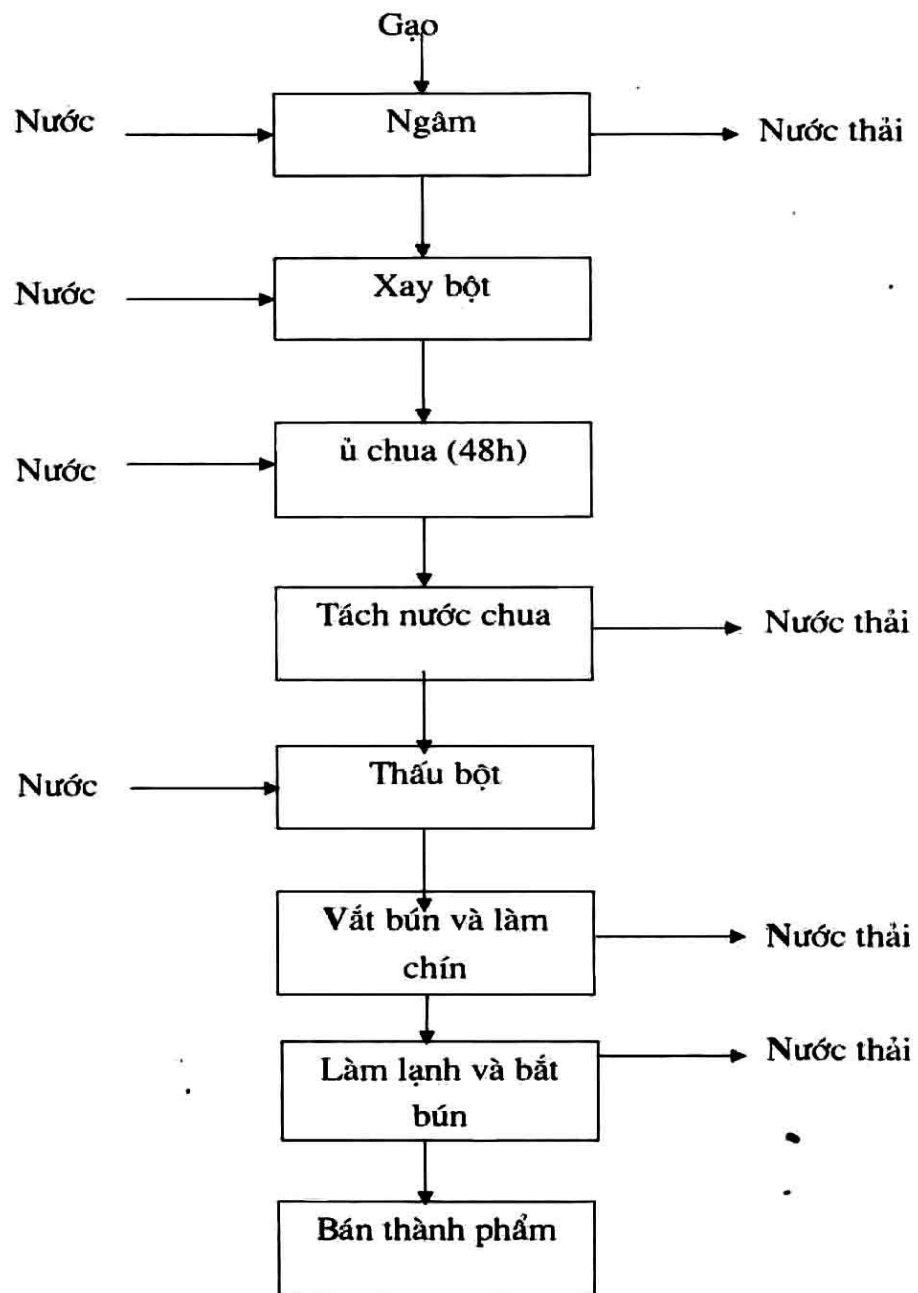 Gạo
Nước
Ngâm
Nước thải
Nước
Xay bột
Nước
ủ chua (48h)
Tách nước chua
Nước thải
Nước
Thấu bột
Vắt bún và làm
chín
Nước thải
Làm lạnh và bắt
bún
Nước thải
Bán thành phẩm